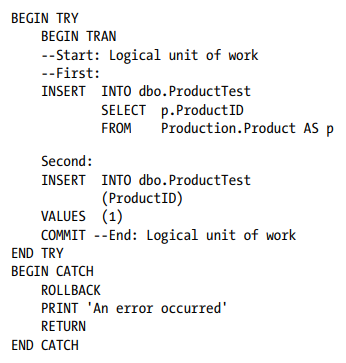 BEGIN TRY
    BEGIN TRAN
    --Start: Logical unit of work
    --First:
    INSERT  INTO dbo.ProductTest
            SELECT  p.ProductID
            FROM    Production.Product AS p

    Second:
    INSERT  INTO dbo.ProductTest
            (ProductID)
    VALUES  (1)
    COMMIT --End: Logical unit of work
END TRY
BEGIN CATCH
    ROLLBACK
    PRINT 'An error occurred'
    RETURN
END CATCH